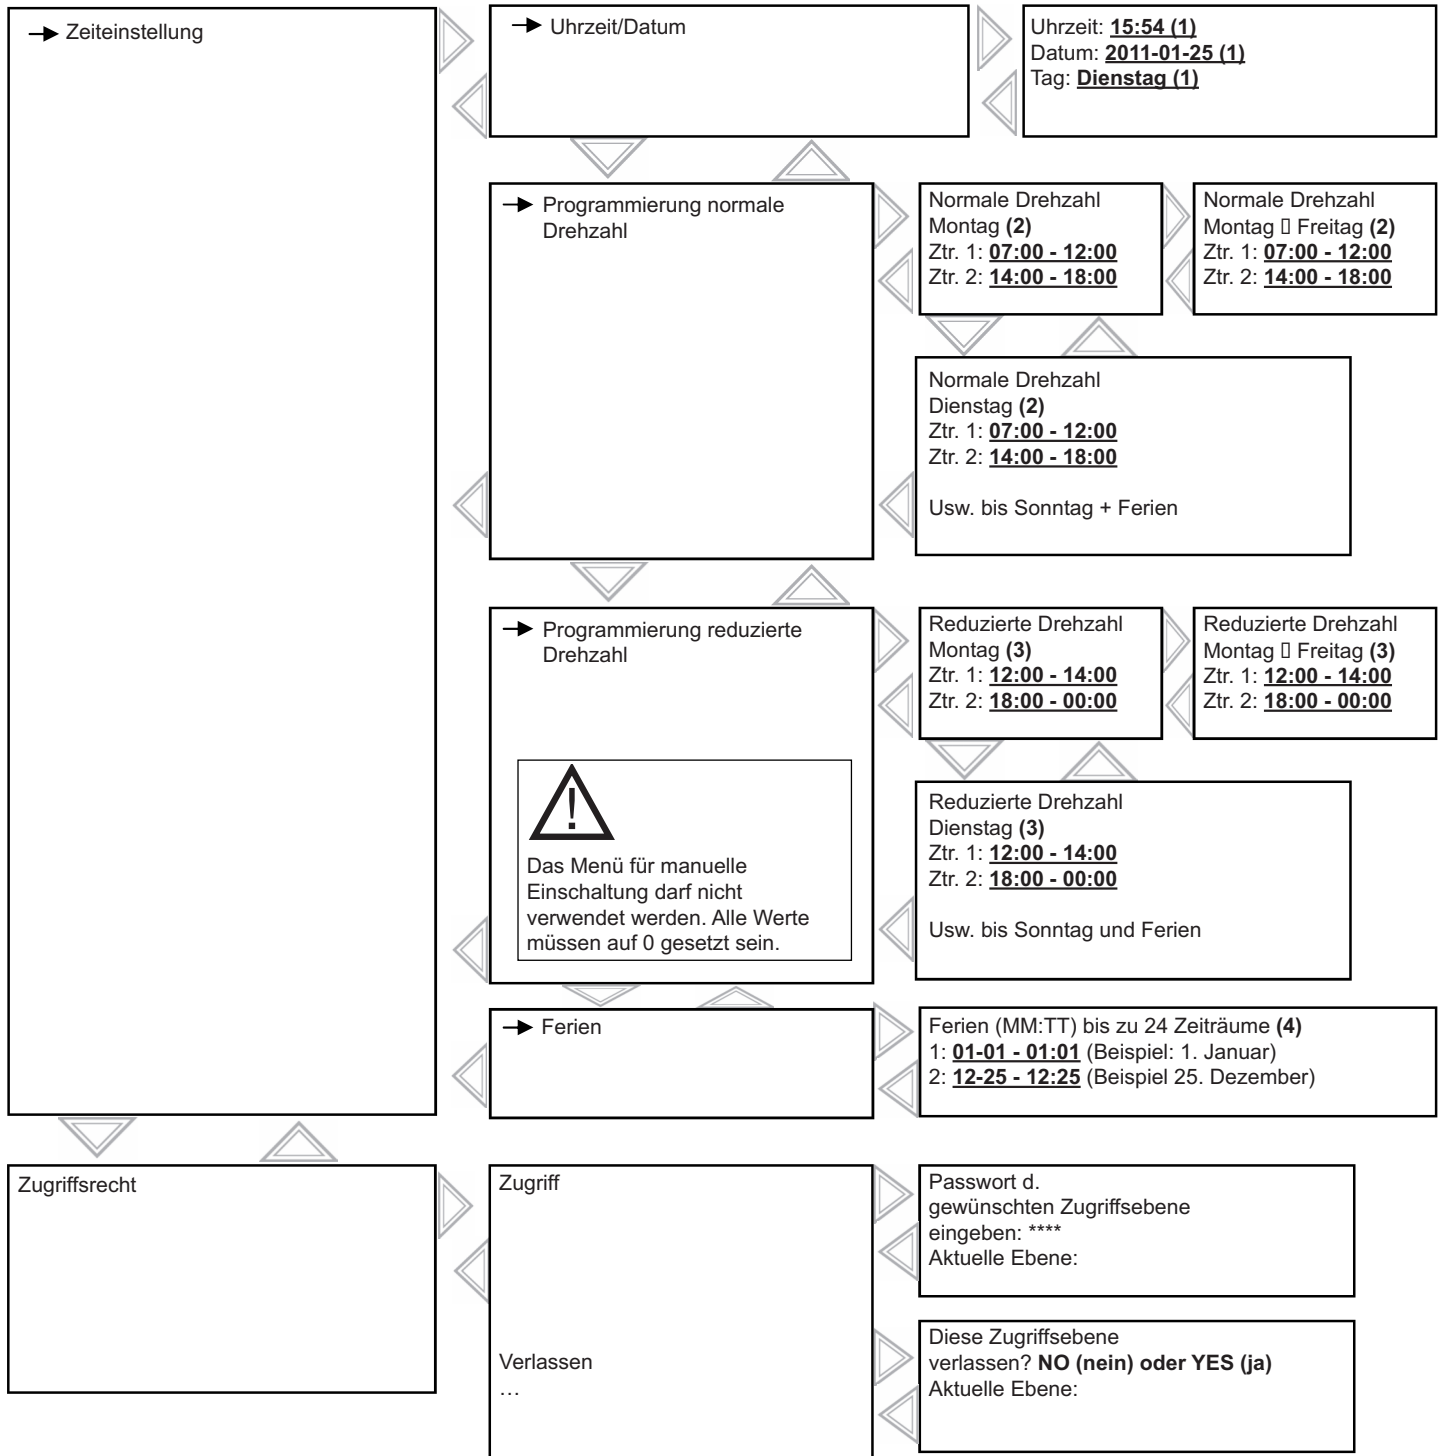 Zeiteinstellung
Uhrzeit/Datum
Uhrzeit: 15:54 (1)
Datum: 2011-01-25 (1)
Tag: Dienstag (1)
Programmierung normale
Drehzahl
Normale Drehzahl
Montag (2)
Ztr. 1: 07:00 - 12:00
Ztr. 2: 14:00 - 18:00
Normale Drehzahl
Montag ▯ Freitag (2)
Ztr. 1: 07:00 - 12:00
Ztr. 2: 14:00 - 18:00
Normale Drehzahl
Dienstag (2)
Ztr. 1: 07:00 - 12:00
Ztr. 2: 14:00 - 18:00
Usw. bis Sonntag + Ferien
Programmierung reduzierte
Drehzahl
!
Das Menü für manuelle
Einschaltung darf nicht
verwendet werden. Alle Werte
müssen auf 0 gesetzt sein.
Reduzierte Drehzahl
Montag (3)
Ztr. 1: 12:00 - 14:00
Ztr. 2: 18:00 - 00:00
Reduzierte Drehzahl
Montag ▯ Freitag (3)
Ztr. 1: 12:00 - 14:00
Ztr. 2: 18:00 - 00:00
Reduzierte Drehzahl
Dienstag (3)
Ztr. 1: 12:00 - 14:00
Ztr. 2: 18:00 - 00:00
Usw. bis Sonntag und Ferien
Ferien
Ferien (MM:TT) bis zu 24 Zeiträume (4)
1: 01-01 - 01:01 (Beispiel: 1. Januar)
2: 12-25 - 12:25 (Beispiel 25. Dezember)
Zugriffsrecht
Zugriff
Passwort d.
gewünschten Zugriffsebene
eingeben: ****
Aktuelle Ebene:
Verlassen
…
Diese Zugriffsebene
verlassen? NO (nein) oder YES (ja)
Aktuelle Ebene: